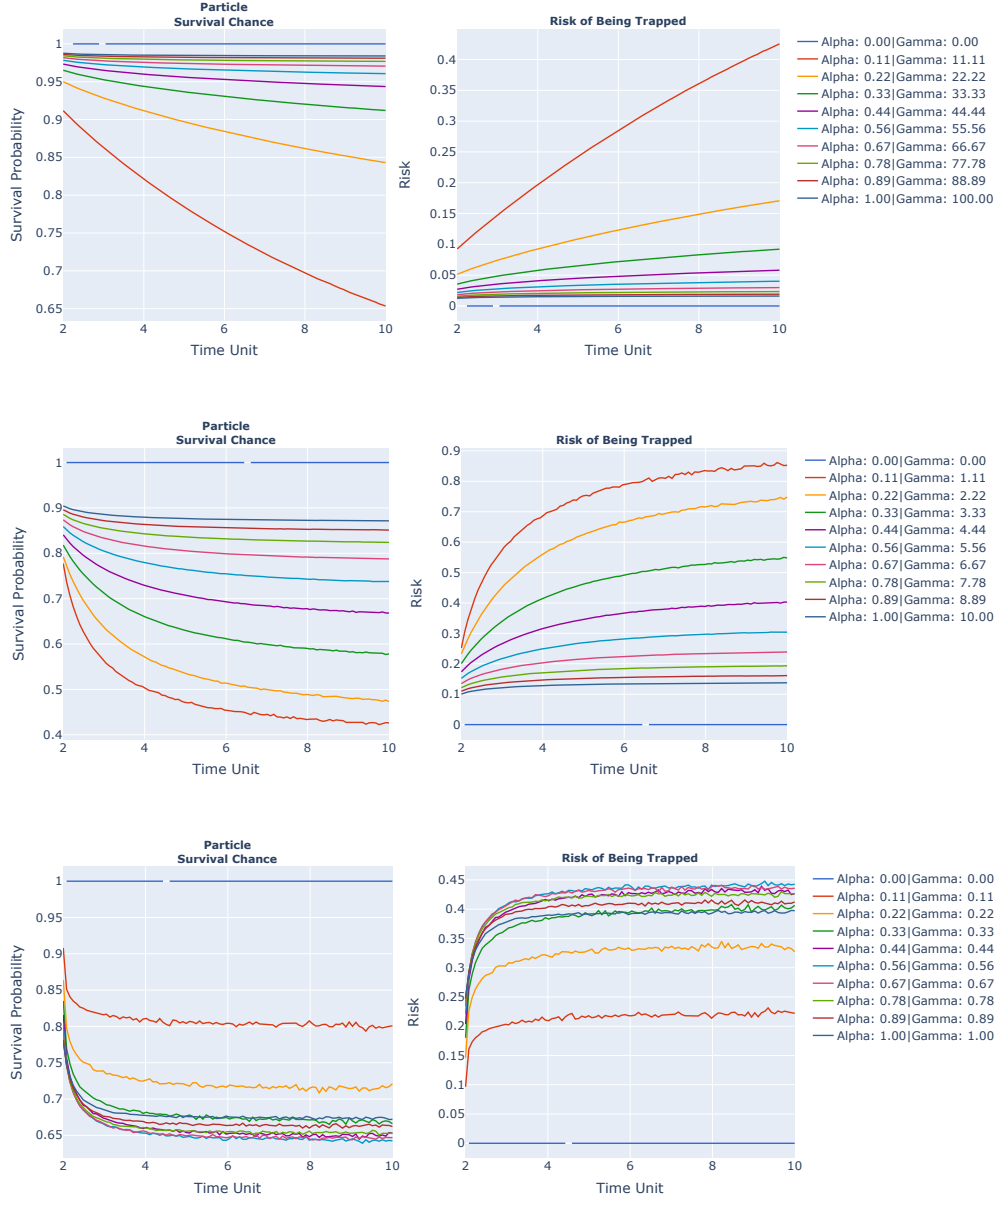 Particle
Survival Chance
Risk of Being Trapped
1
0.95
0.9
0.85
0.8
0.75
0.7
0.65
Survival Probability
2
4
6
8
10
Time Unit
0.4
0.35
0.3
0.25
0.2
0.15
0.1
0.05
0
Risk
2
4
6
8
10
Time Unit
Alpha: 0.00|Gamma: 0.00
Alpha: 0.11|Gamma: 11.11
Alpha: 0.22|Gamma: 22.22
Alpha: 0.33|Gamma: 33.33
Alpha: 0.44|Gamma: 44.44
Alpha: 0.56|Gamma: 55.56
Alpha: 0.67|Gamma: 66.67
Alpha: 0.78|Gamma: 77.78
Alpha: 0.89|Gamma: 88.89
Alpha: 1.00|Gamma: 100.00
Particle
Survival Chance
Risk of Being Trapped
1
0.9
0.8
0.7
0.6
0.5
0.4
Survival Probability
2
4
6
8
10
Time Unit
0.9
0.8
0.7
0.6
0.5
0.4
0.3
0.2
0.1
0
Risk
2
4
6
8
10
Time Unit
Alpha: 0.00|Gamma: 0.00
Alpha: 0.11|Gamma: 1.11
Alpha: 0.22|Gamma: 2.22
Alpha: 0.33|Gamma: 3.33
Alpha: 0.44|Gamma: 4.44
Alpha: 0.56|Gamma: 5.56
Alpha: 0.67|Gamma: 6.67
Alpha: 0.78|Gamma: 7.78
Alpha: 0.89|Gamma: 8.89
Alpha: 1.00|Gamma: 10.00
Particle
Survival Chance
Risk of Being Trapped
1
0.95
0.9
0.85
0.8
0.75
0.7
0.65
Survival Probability
2
4
6
8
10
Time Unit
0.45
0.4
0.35
0.3
0.25
0.2
0.15
0.1
0.05
0
Risk
2
4
6
8
10
Time Unit
Alpha: 0.00|Gamma: 0.00
Alpha: 0.11|Gamma: 0.11
Alpha: 0.22|Gamma: 0.22
Alpha: 0.33|Gamma: 0.33
Alpha: 0.44|Gamma: 0.44
Alpha: 0.56|Gamma: 0.56
Alpha: 0.67|Gamma: 0.67
Alpha: 0.78|Gamma: 0.78
Alpha: 0.89|Gamma: 0.89
Alpha: 1.00|Gamma: 1.00